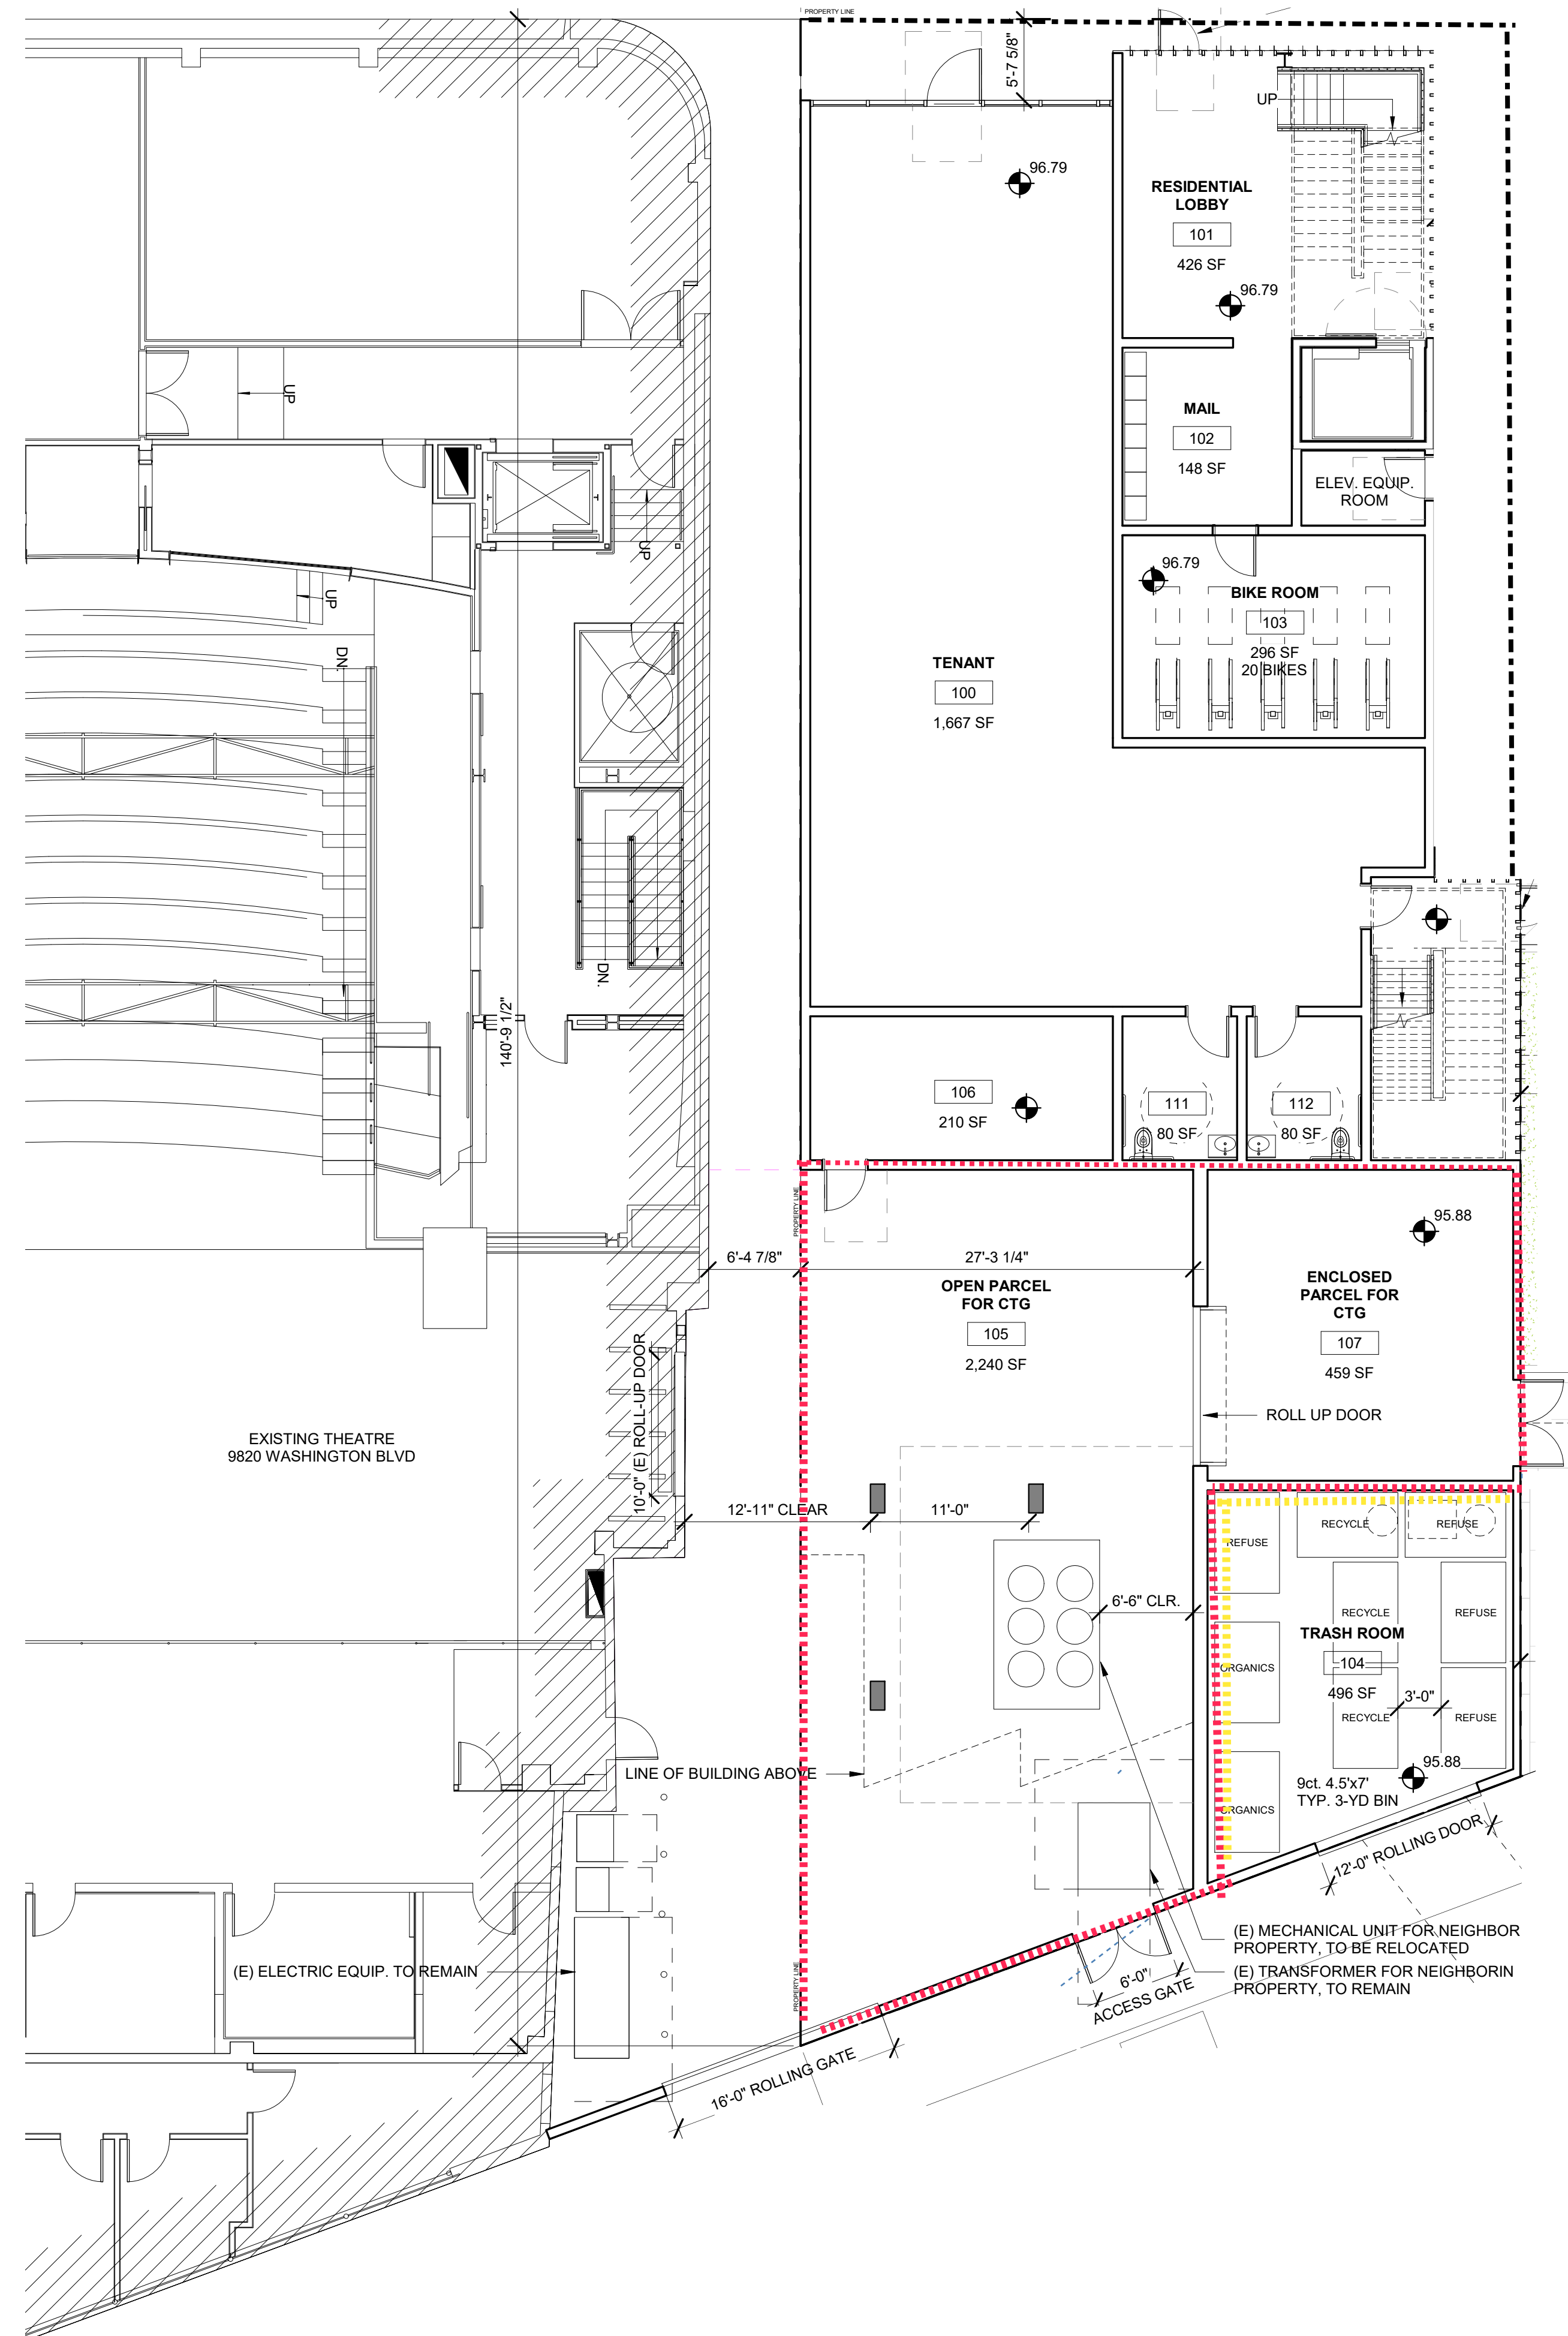 PROPERTY LINE
5'-7 5/8"
UP
96.79
RESIDENTIAL
LOBBY
101
426 SF
96.79
UP
MAIL
102
148 SF
ELEV. EQUIP.
ROOM
UP
96.79
BIKE ROOM
103
296 SF
20 BIKES
UP
DN.
TENANT
100
1,667 SF
DN.
140'-9 1/2"
106
210 SF
111
80 SF
112
80 SF
PROPERTY LINE
95.88
6'-4 7/8"
27'-3 1/4"
OPEN PARCEL
FOR CTG
105
2,240 SF
ENCLOSED
PARCEL FOR
CTG
107
459 SF
10'-0" (E) ROLL-UP DOOR
ROLL UP DOOR
EXISTING THEATRE
9820 WASHINGTON BLVD
12'-11" CLEAR
11'-0"
REFUSE
RECYCLE
REFUSE
6'-6" CLR.
RECYCLE
REFUSE
TRASH ROOM
104
496 SF
ORGANICS
3'-0"
RECYCLE
REFUSE
LINE OF BUILDING ABOVE
95.88
9ct. 4.5'x7'
TYP. 3-YD BIN
ORGANICS
12'-0" ROLLING DOOR
(E) MECHANICAL UNIT FOR NEIGHBOR
PROPERTY, TO BE RELOCATED
(E) ELECTRIC EQUIP. TO REMAIN
(E) TRANSFORMER FOR NEIGHBORIN
PROPERTY, TO REMAIN
PROPERTY LINE
6'-0"
ACCESS GATE
16'-0" ROLLING GATE